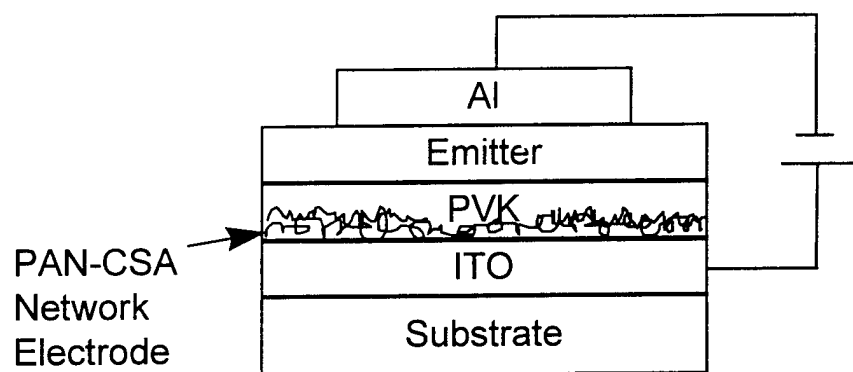 Al
Emitter
PVK
PAN-CSA
Network
Electrode
ITO
Substrate